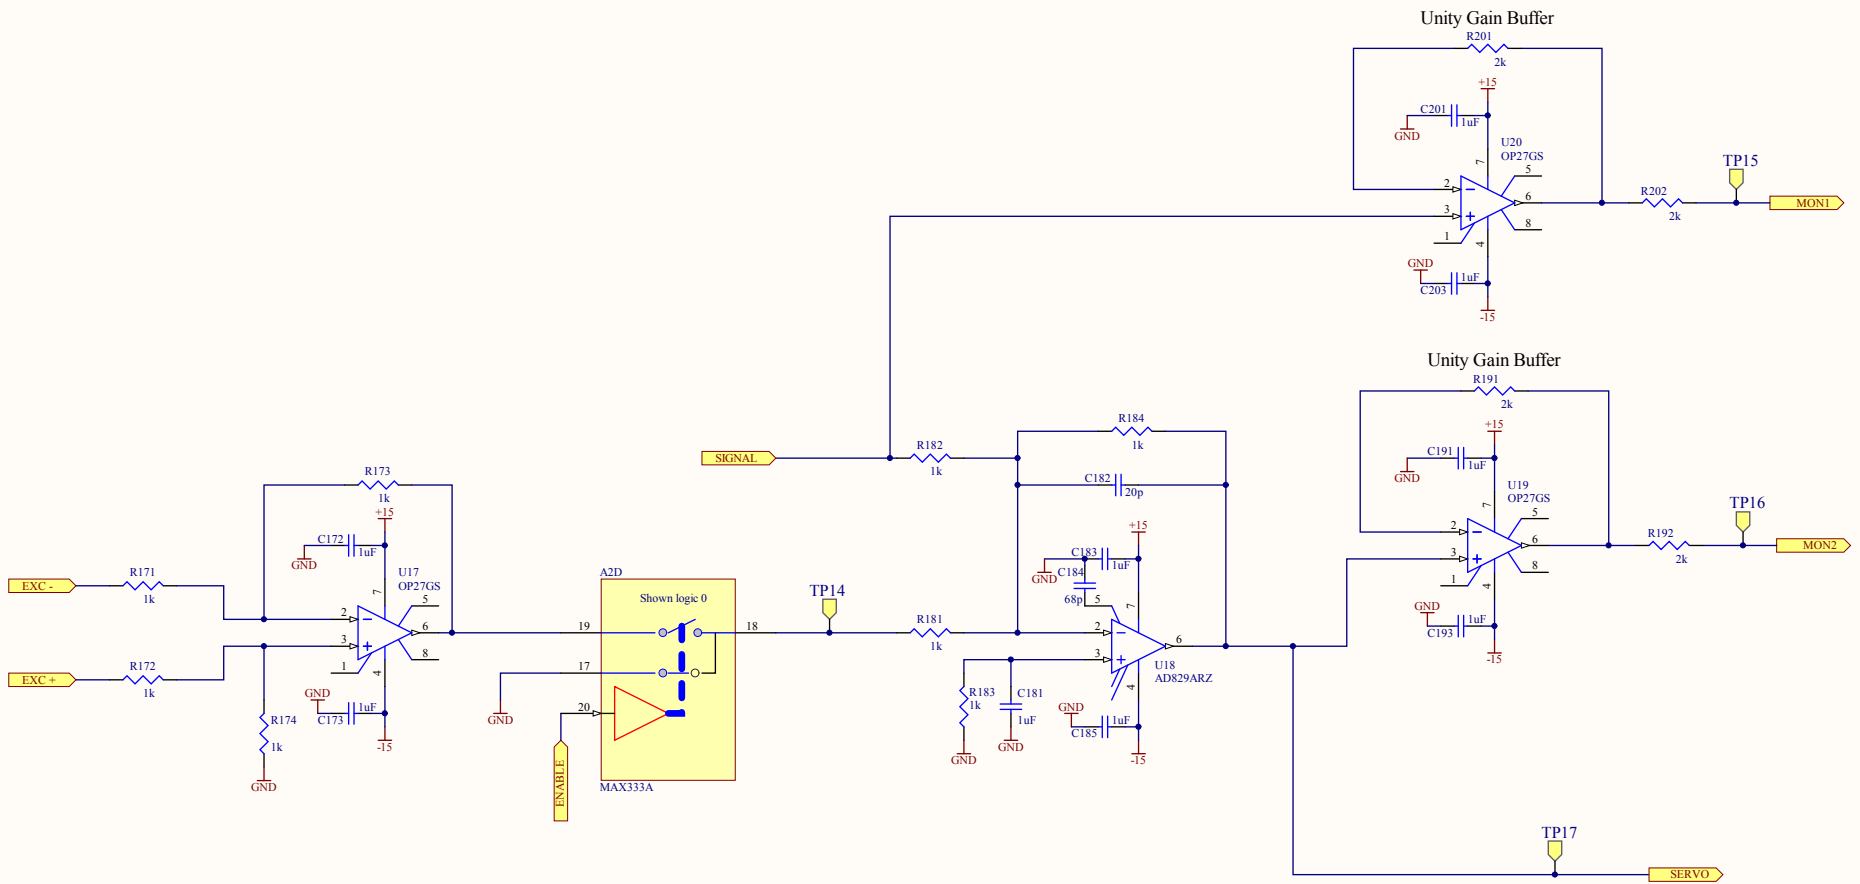 Unity Gain Buffer
R201
2k
+15
C201
1uF
GND
U20
OP27GS
7
5
2
6
3
8
1
4
GND
1uF
C203
-15
R202
2k
TP15
MON1
Unity Gain Buffer
R191
2k
+15
C191
1uF
GND
U19
OP27GS
7
5
2
6
3
8
1
4
GND
1uF
C193
-15
R192
2k
TP16
MON2
SIGNAL
R182
1k
R184
1k
C182
20p
+15
C183
1uF
GND
C184
68p
5
7
2
6
3
4
U18
AD829ARZ
R183
1k
GND
C181
1uF
GND
GND
1uF
C185
-15
R173
1k
+15
C172
1uF
GND
U17
OP27GS
7
5
2
6
3
8
1
4
EXC -
R171
1k
EXC +
R172
1k
R174
1k
GND
GND
1uF
C173
-15
A2D
Shown logic 0
19
18
17
20
GND
ENABLE
MAX333A
TP14
R181
1k
TP17
SERVO